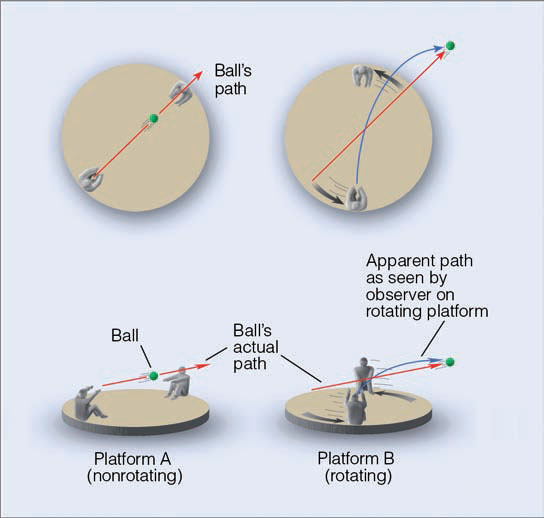 Ball's
path
Apparent path
as seen by
observer on
rotating platform
Ball
Ball's
actual
path
Platform A
(nonrotating)
Platform B
(rotating)